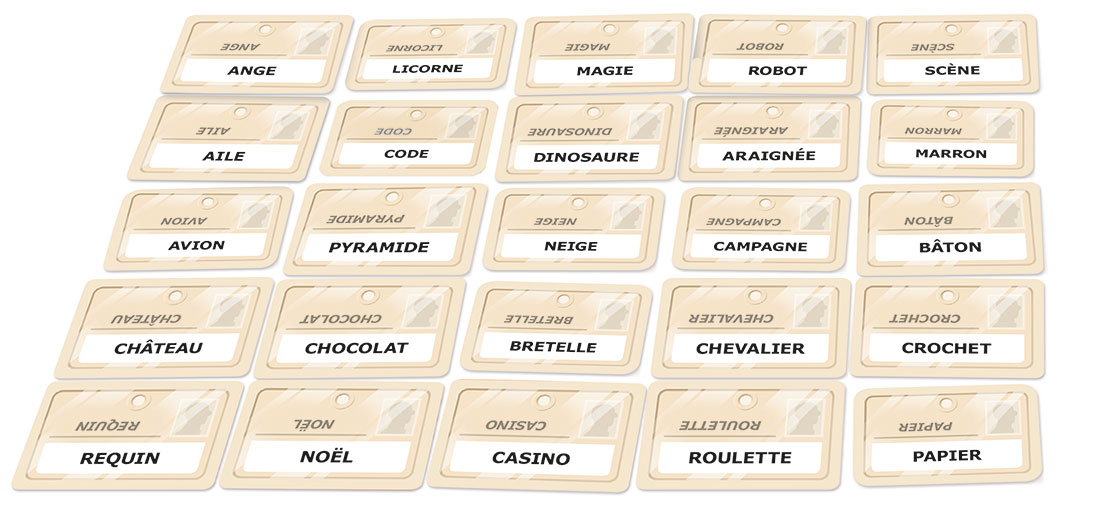 ANGE LICORNE MAGIE ROBOT SCÈNE
ANGE LICORNE MAGIE ROBOT SCÈNE
AILE CODE DINOSAURE ARAIGNÉE MARRON
AILE CODE DINOSAURE ARAIGNÉE MARRON
AVION PYRAMIDE NEIGE CAMPAGNE BÂTON
AVION PYRAMIDE NEIGE CAMPAGNE BÂTON
CHÂTEAU CHOCOLAT BRETELLE CHEVALIER CROCHET
CHÂTEAU CHOCOLAT BRETELLE CHEVALIER CROCHET
REQUIN NOËL CASINO ROULETTE PAPIER
REQUIN NOËL CASINO ROULETTE PAPIER